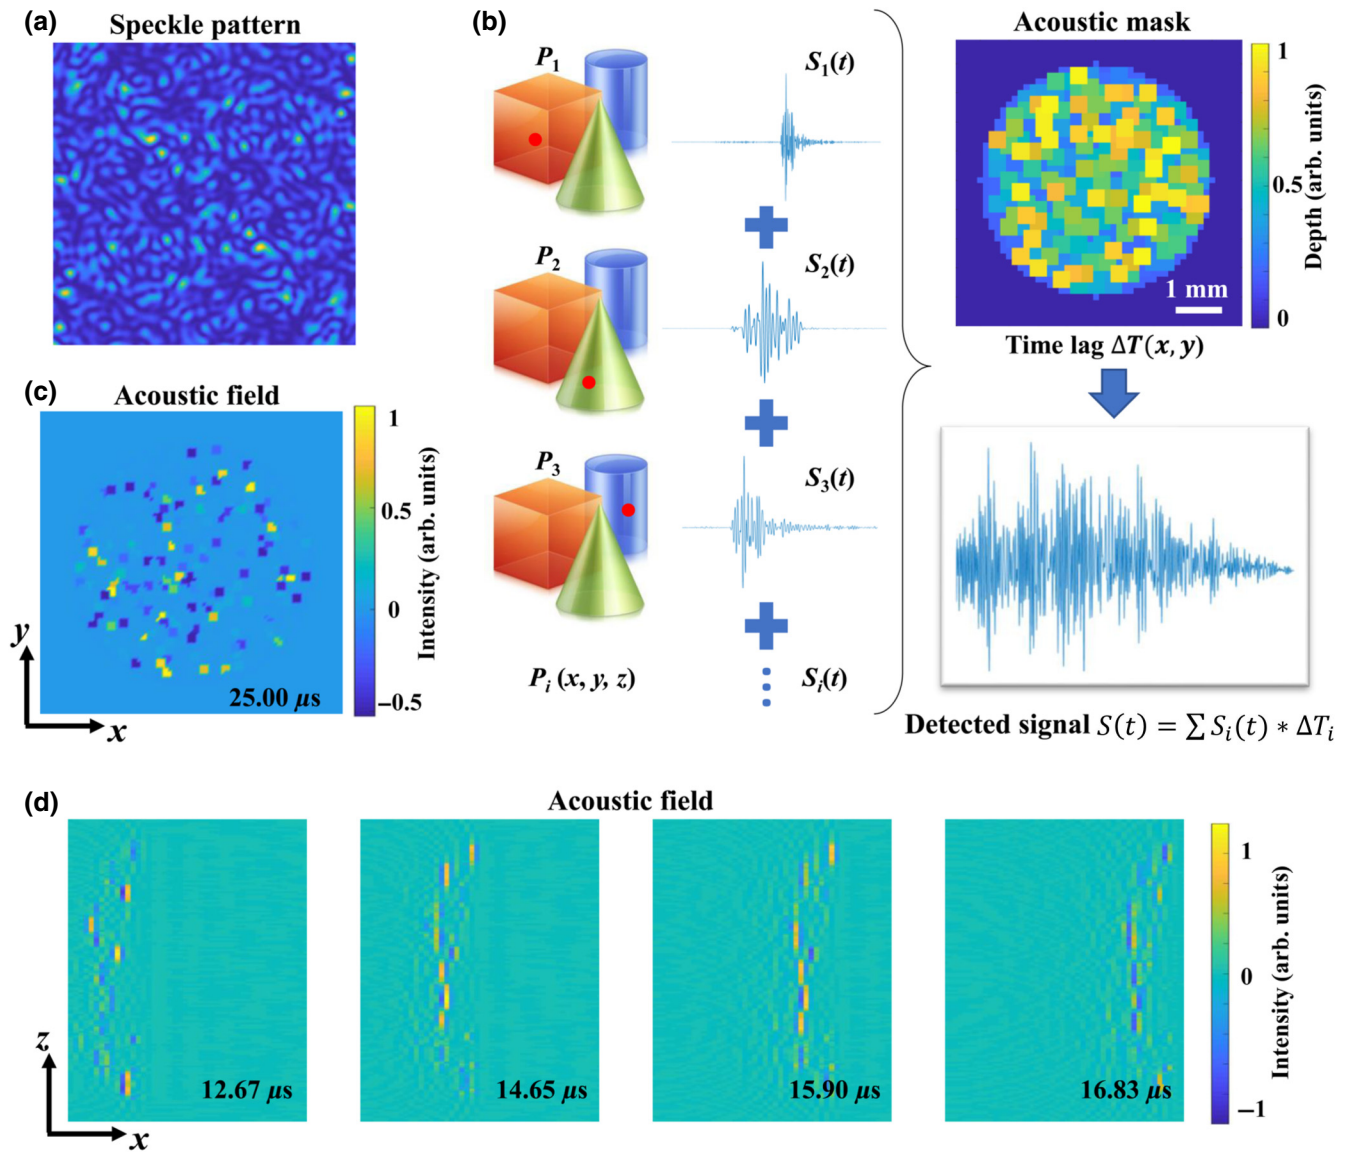 (a)
Speckle pattern
(b)
P1
S1(t)
P2
S2(t)
P3
S3(t)
Pi (x, y, z)
Si(t)
Acoustic mask
1
0.5
0
Depth (arb. units)
1 mm
Time lag ΔT(x, y)
Detected signal S(t) = ∑ Si(t) ∗ ΔTi
(c)
Acoustic field
1
0.5
0
−0.5
Intensity (arb. units)
25.00 μs
y
x
(d)
Acoustic field
12.67 μs
14.65 μs
15.90 μs
16.83 μs
1
0
−1
Intensity (arb. units)
z
x